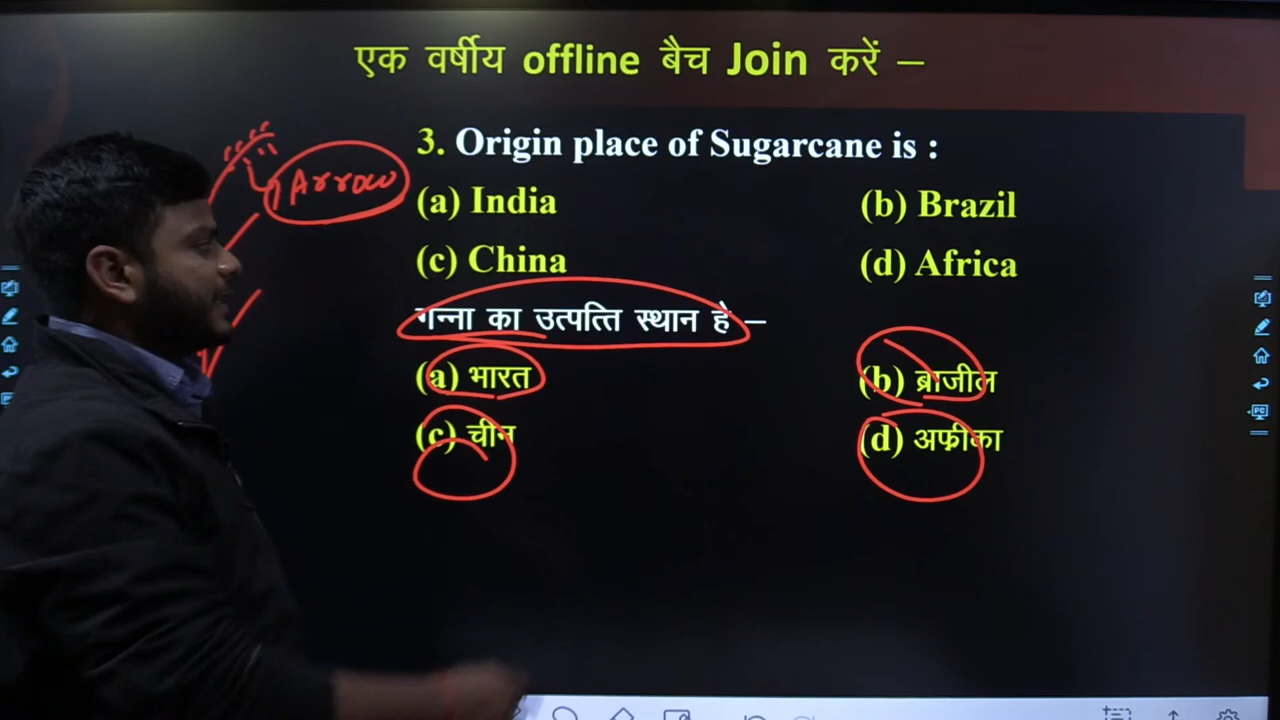 एक वर्षीय offline बैच Join करें –
3. Origin place of Sugarcane is :
Arrow
(a) India (b) Brazil
(c) China (d) Africa
गन्ना का उत्पत्ति स्थान है –
(a) भारत (b) ब्राजील
(c) चीन (d) अफ्रीका